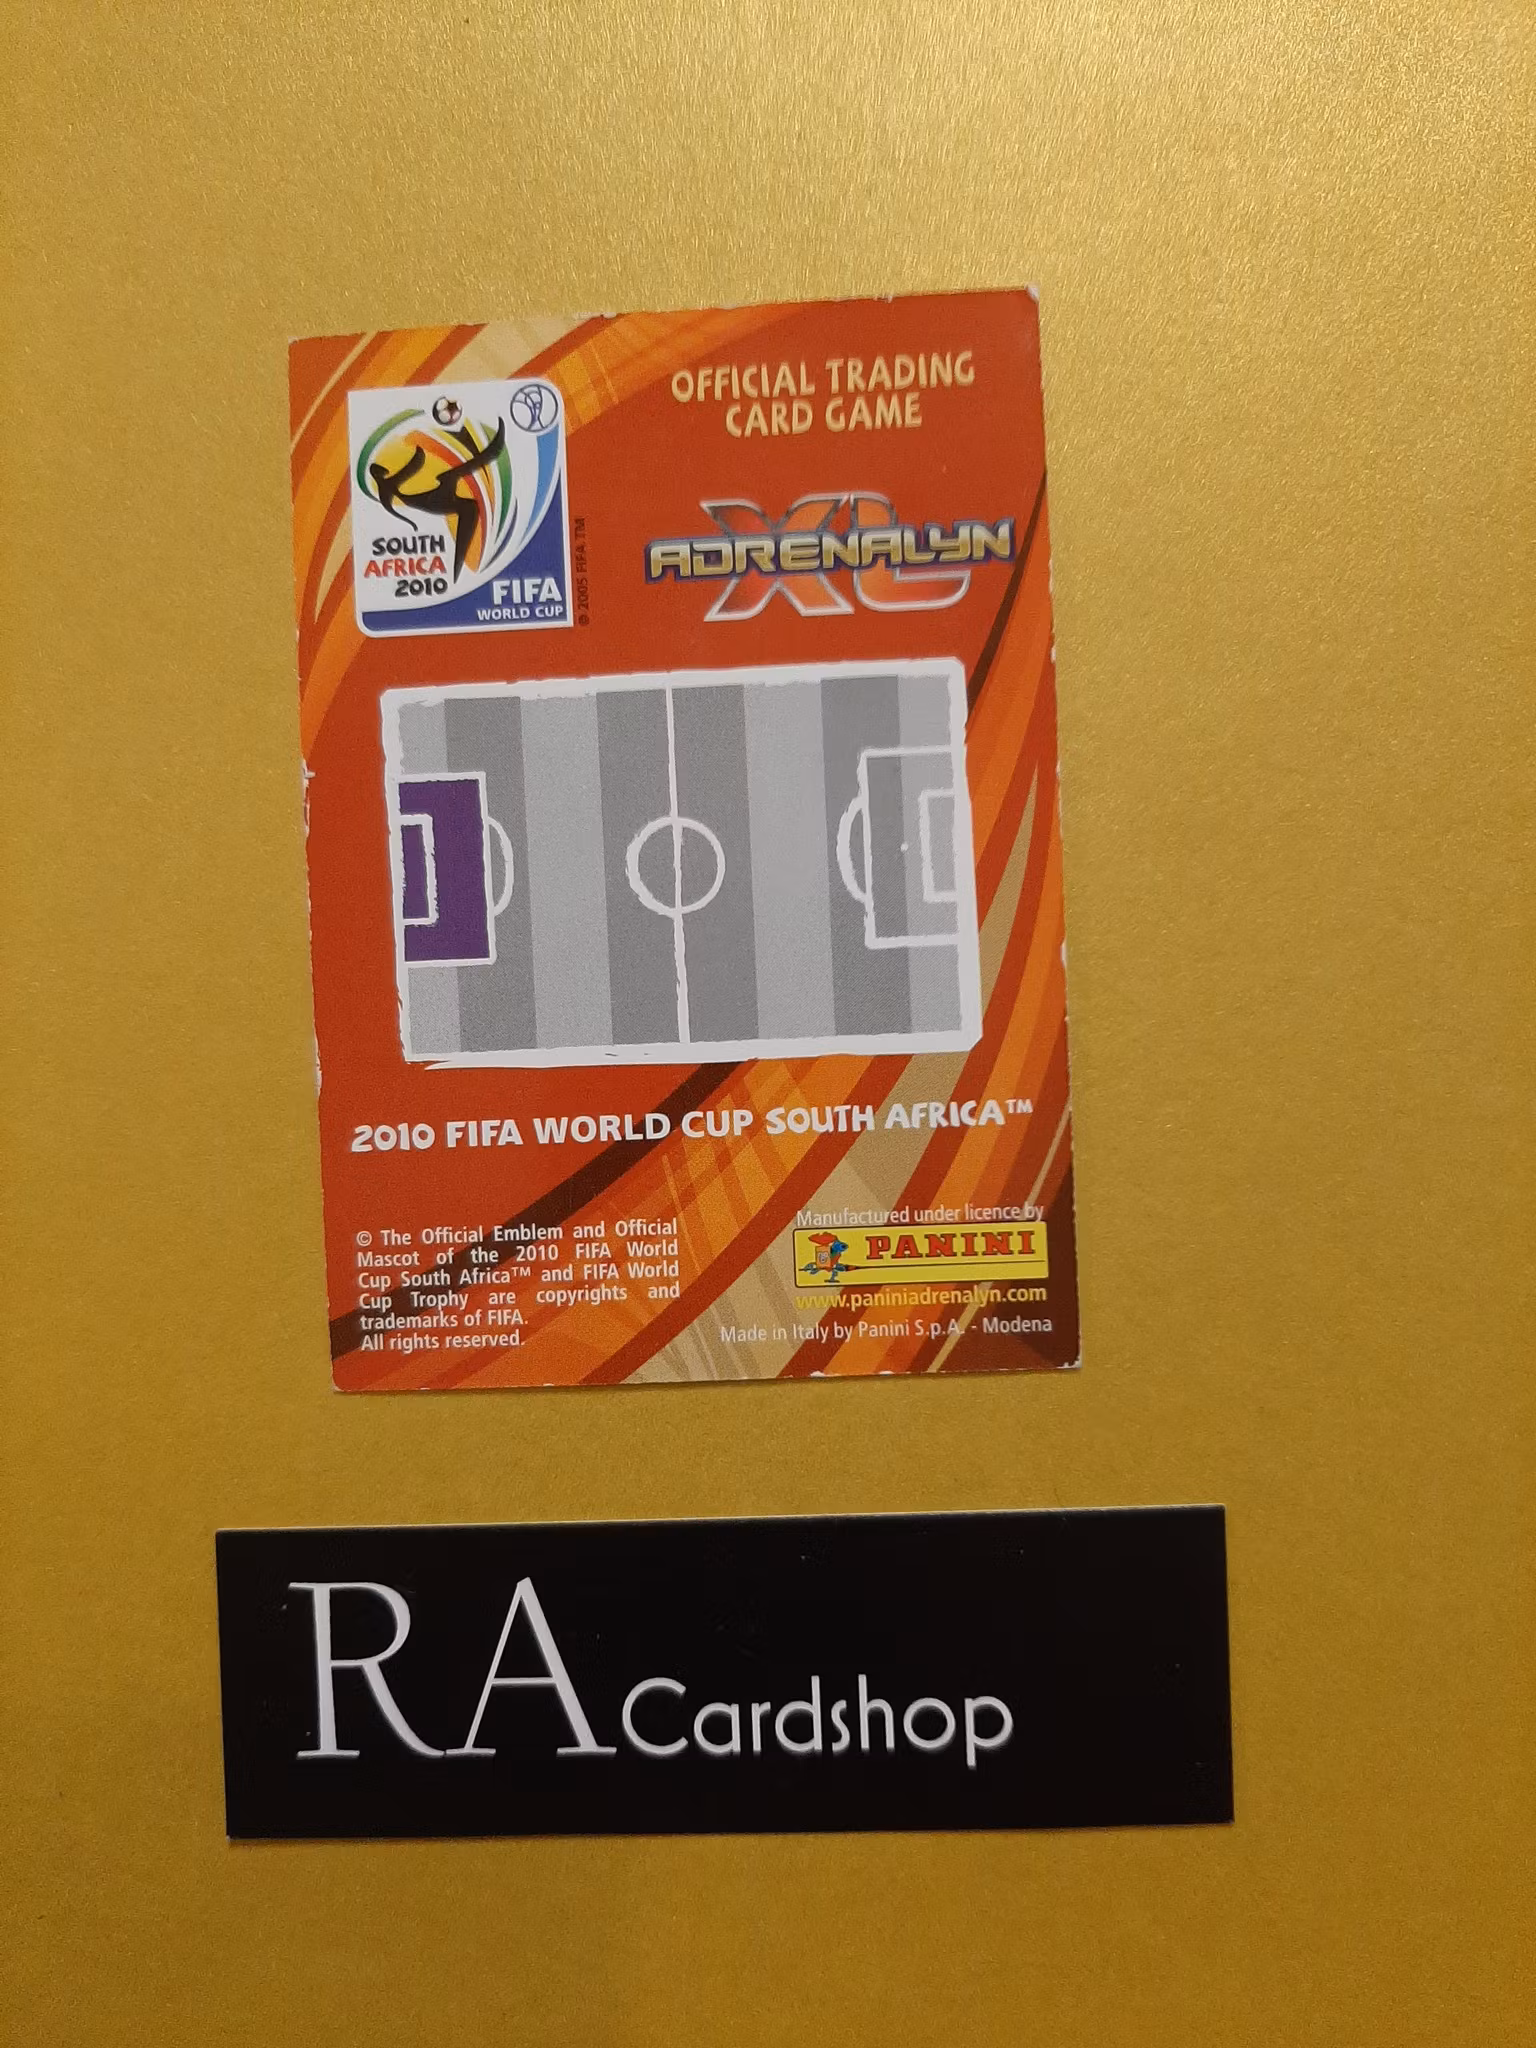 OFFICIAL TRADING
CARD GAME
SOUTH
AFRICA
2010
FIFA
WORLD CUP
© 2005 FIFA TM
ADRENALYN
XL
2010 FIFA WORLD CUP SOUTH AFRICA™
© The Official Emblem and Official
Mascot of the 2010 FIFA World
Cup South Africa™ and FIFA World
Cup Trophy are copyrights and
trademarks of FIFA.
All rights reserved.
Manufactured under licence by
PANINI
www.paniniadrenalyn.com
Made in Italy by Panini S.p.A. - Modena
RA Cardshop